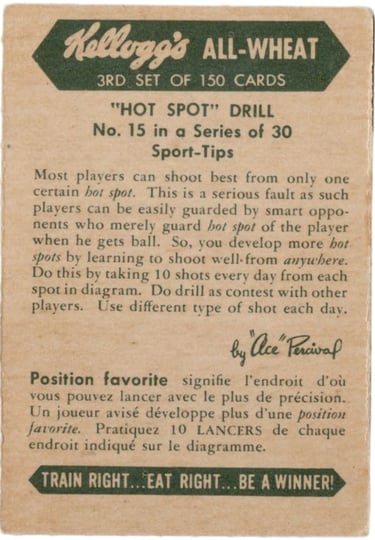 Kellogg's ALL-WHEAT
3RD SET OF 150 CARDS
"HOT SPOT" DRILL
No. 15 in a Series of 30
Sport-Tips
Most players can shoot best from only one
certain hot spot. This is a serious fault as such
players can be easily guarded by smart oppo-
nents who merely guard hot spot of the player
when he gets ball. So, you develop more hot
spots by learning to shoot well from anywhere.
Do this by taking 10 shots every day from each
spot in diagram. Do drill as contest with other
players. Use different type of shot each day.
by "Ace" Percival
Position favorite signifie l'endroit d'où
vous pouvez lancer avec le plus de précision.
Un joueur avisé développe plus d'une position
favorite. Pratiquez 10 LANCERS de chaque
endroit indiqué sur le diagramme.
TRAIN RIGHT...EAT RIGHT...BE A WINNER!